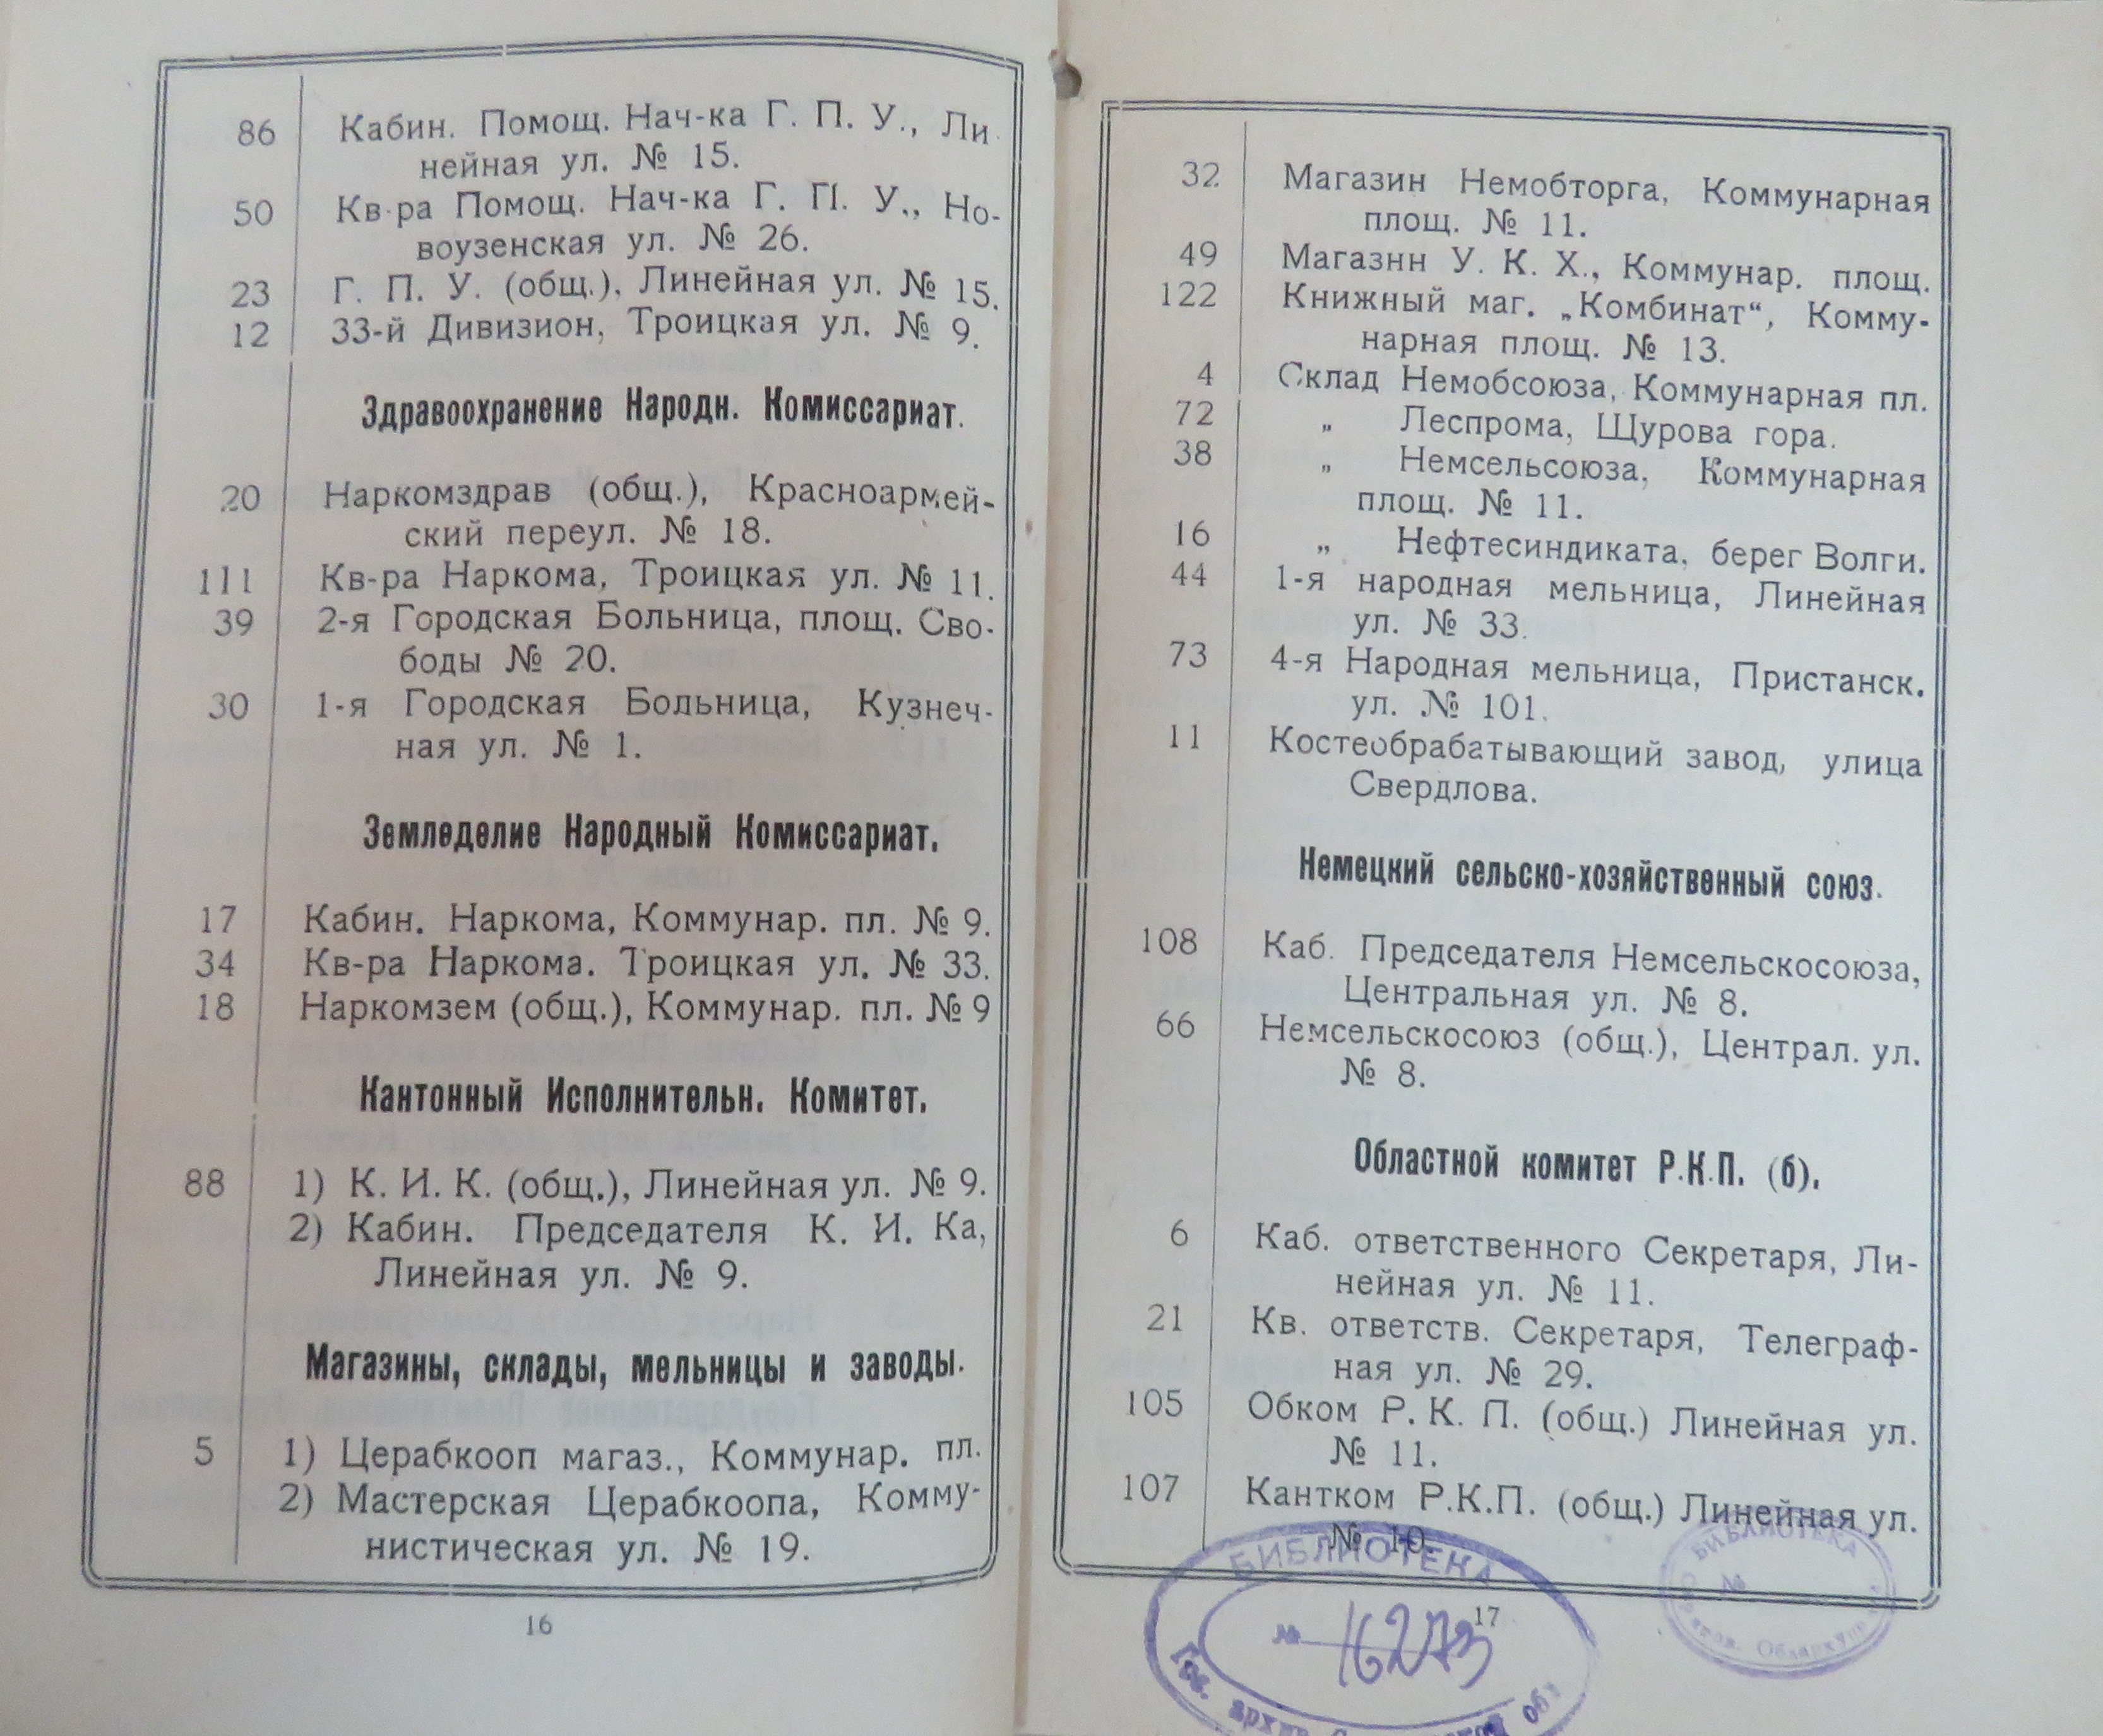 86 Кабин. Помощ. Нач-ка Г. П. У., Ли-
нейная ул. № 15.
50 Кв-ра Помощ. Нач-ка Г. П. У., Но-
воузенская ул. № 26.
23 Г. П. У. (общ.), Линейная ул. № 15.
12 33-й Дивизион, Троицкая ул. № 9.
Здравоохранение Народн. Комиссариат.
20 Наркомздрав (общ.), Красноармей-
ский переул. № 18.
111 Кв-ра Наркома, Троицкая ул. № 11.
39 2-я Городская Больница, площ. Сво-
боды № 20.
30 1-я Городская Больница, Кузнеч-
ная ул. № 1.
Земледелие Народный Комиссариат.
17 Кабин. Наркома, Коммунар. пл. № 9.
34 Кв-ра Наркома. Троицкая ул. № 33.
18 Наркомзем (общ.), Коммунар. пл. № 9
Кантонный Исполнительн. Комитет.
88 1) К. И. К. (общ.), Линейная ул. № 9.
2) Кабин. Председателя К. И. Ка,
Линейная ул. № 9.
Магазины, склады, мельницы и заводы.
5 1) Церабкооп магаз., Коммунар. пл.
2) Мастерская Церабкоопа, Комму-
нистическая ул. № 19.
16
32 Магазин Немобторга, Коммунарная
площ. № 11.
49 Магазнн У. К. Х., Коммунар. площ.
122 Книжный маг. „Комбинат“, Комму-
нарная площ. № 13.
4 Склад Немобсоюза, Коммунарная пл.
72 „ Леспрома, Щурова гора.
38 „ Немсельсоюза, Коммунарная
площ. № 11.
16 „ Нефтесиндиката, берег Волги.
44 1-я народная мельница, Линейная
ул. № 33.
73 4-я Народная мельница, Пристанск.
ул. № 101.
11 Костеобрабатывающий завод, улица
Свердлова.
Немецкий сельско-хозяйственный союз.
108 Каб. Председателя Немсельскосоюза,
Центральная ул. № 8.
66 Немсельскосоюз (общ.), Централ. ул.
№ 8.
Областной комитет Р.К.П. (б).
6 Каб. ответственного Секретаря, Ли-
нейная ул. № 11.
21 Кв. ответств. Секретаря, Телеграф-
ная ул. № 29.
105 Обком Р. К. П. (общ.) Линейная ул.
№ 11.
107 Кантком Р.К.П. (общ.) Линейная ул.
№ 10.
17
БИБЛИОТЕКА
№ 16273
Гос. архив
БИБЛИОТЕКА
№